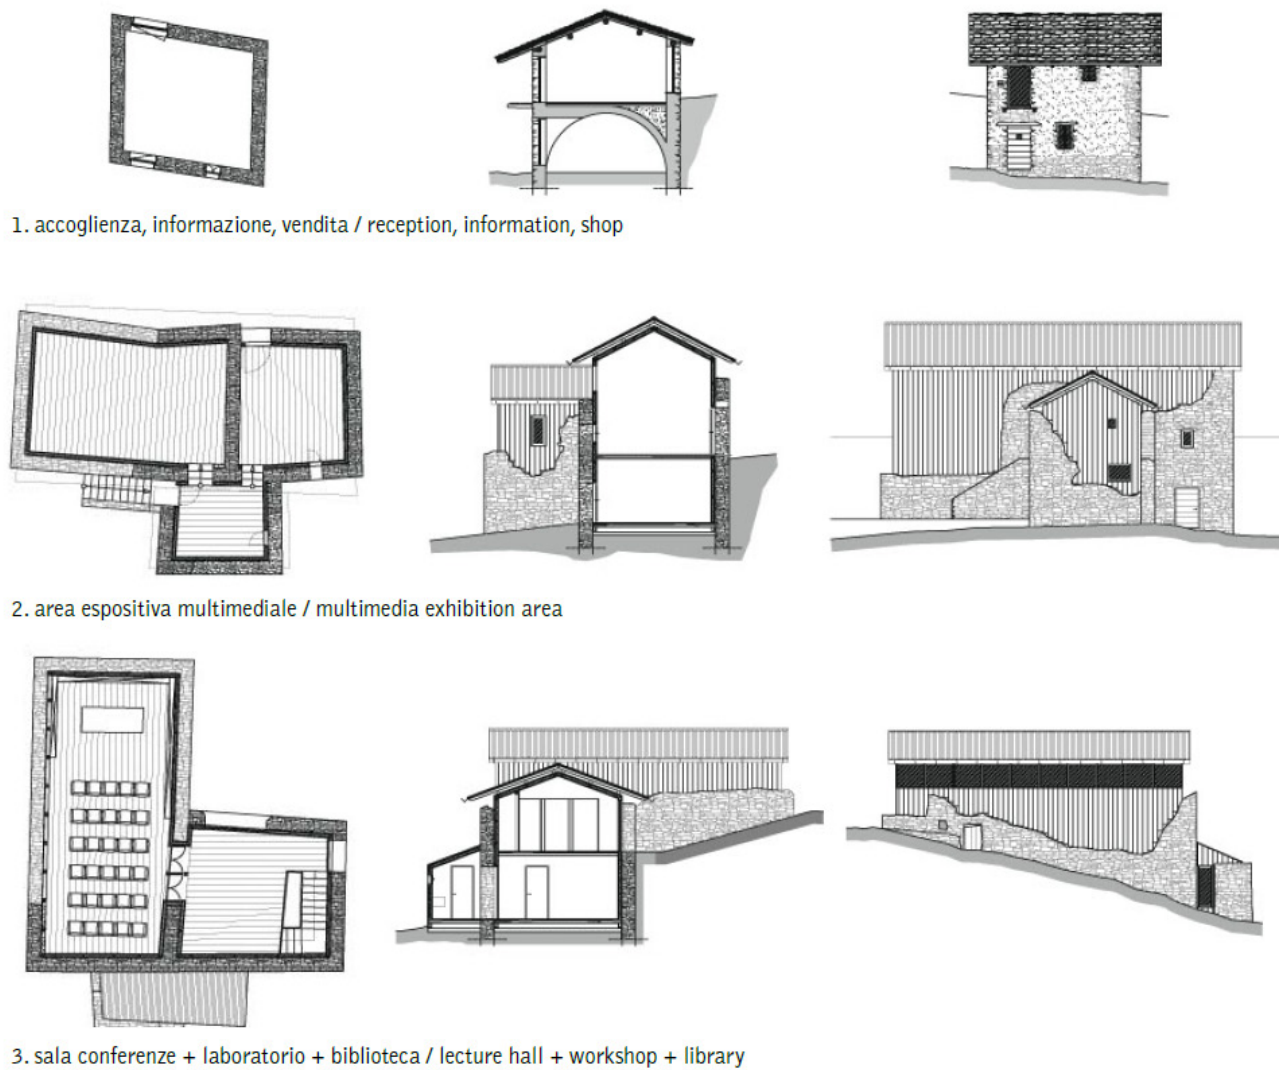 1. accoglienza, informazione, vendita / reception, information, shop
2. area espositiva multimediale / multimedia exhibition area
3. sala conferenze + laboratorio + biblioteca / lecture hall + workshop + library